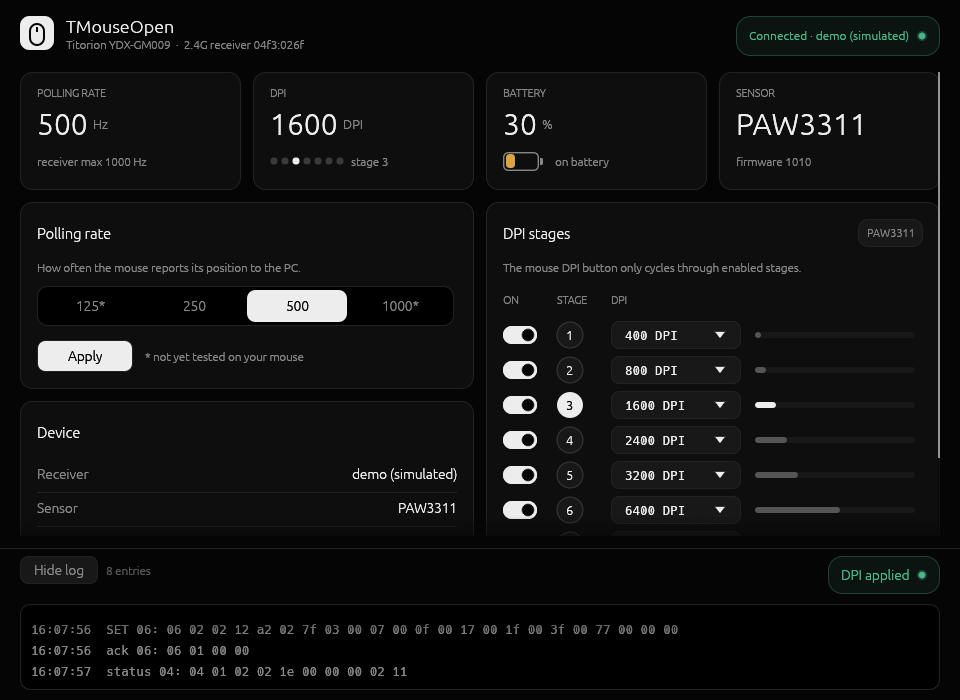 TMouseOpen
Titorion YDX-GM009 · 2.4G receiver 04f3:026f
Connected · demo (simulated)
POLLING RATE
500 Hz
receiver max 1000 Hz
DPI
1600 DPI
stage 3
BATTERY
30 %
on battery
SENSOR
PAW3311
firmware 1010
Polling rate
How often the mouse reports its position to the PC.
125* 250 500 1000*
Apply * not yet tested on your mouse
Device
Receiver demo (simulated)
Sensor PAW3311
DPI stages PAW3311
The mouse DPI button only cycles through enabled stages.
ON STAGE DPI
1 400 DPI
2 800 DPI
3 1600 DPI
4 2400 DPI
5 3200 DPI
6 6400 DPI
Hide log 8 entries
DPI applied
16:07:56 SET 06: 06 02 02 12 a2 02 7f 03 00 07 00 0f 00 17 00 1f 00 3f 00 77 00 00 00
16:07:56 ack 06: 06 01 00 00
16:07:57 status 04: 04 01 02 02 1e 00 00 00 02 11